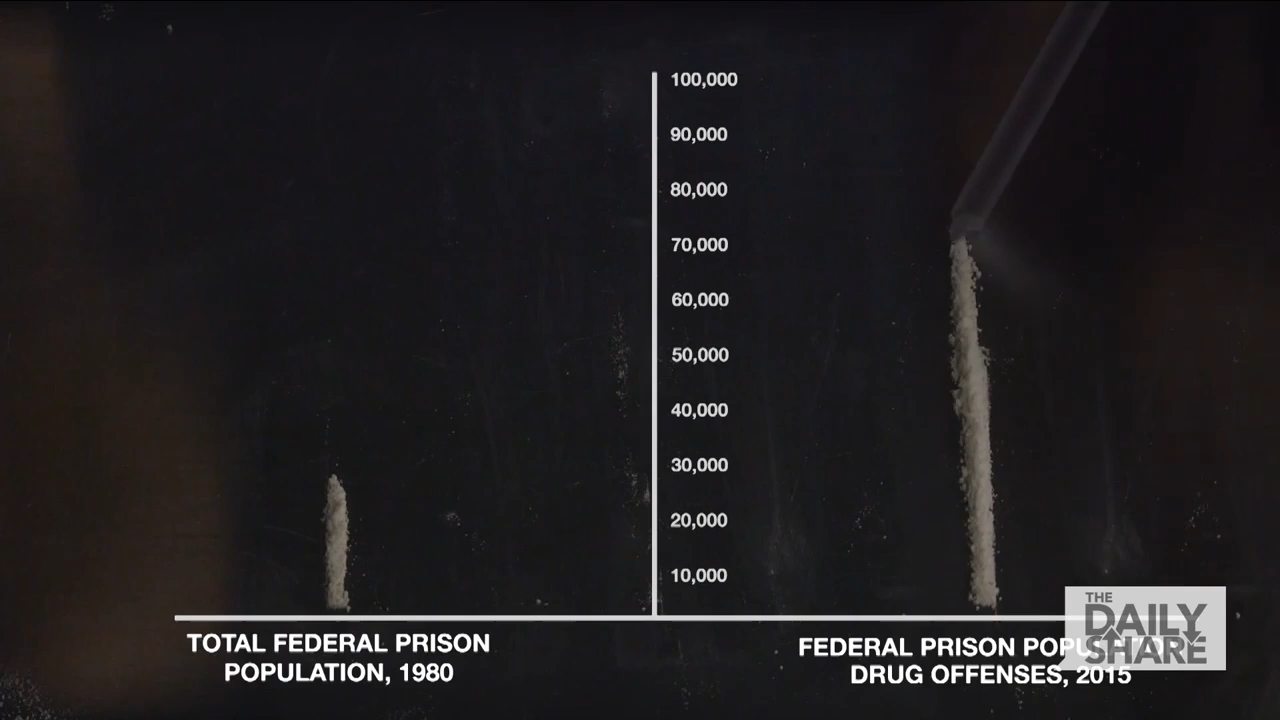 100,000
90,000
80,000
70,000
60,000
50,000
40,000
30,000
20,000
10,000
TOTAL FEDERAL PRISON
POPULATION, 1980
FEDERAL PRISON POPULATION
DRUG OFFENSES, 2015
THE
DAILY
SHARE